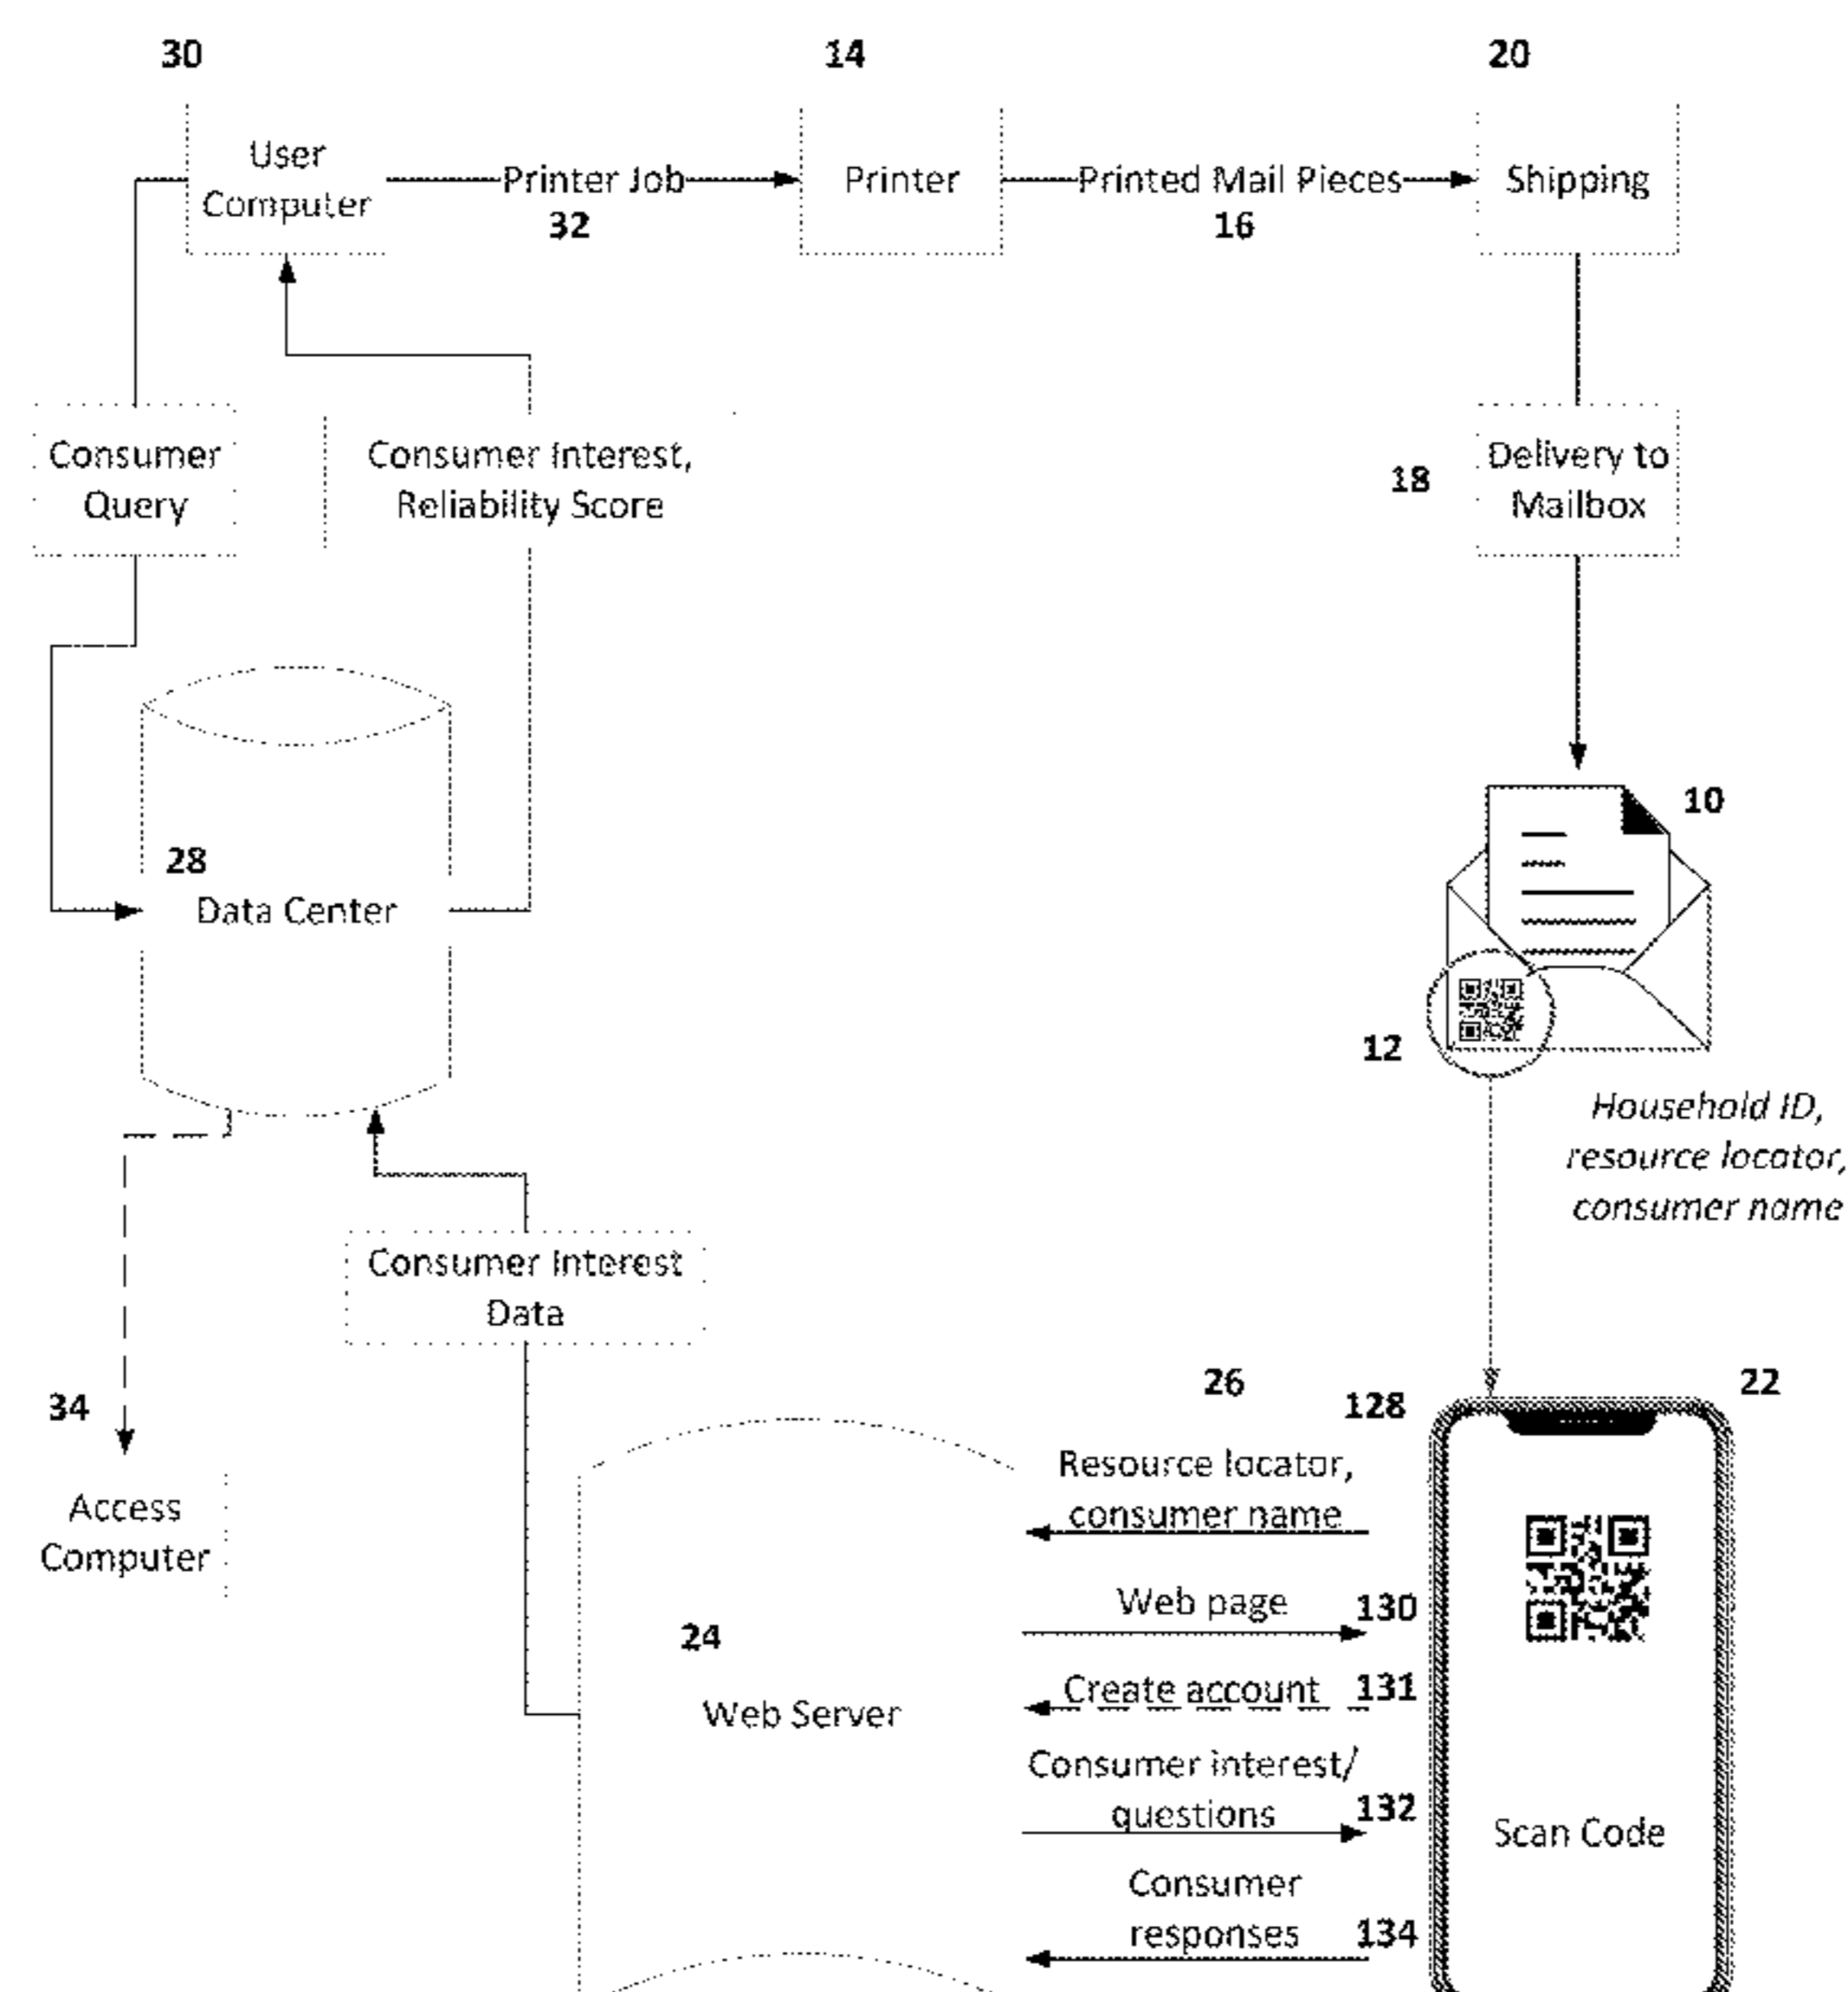 30
14
20
User
Computer
Printer Job
32
Printer
Printed Mail Pieces
16
Shipping
Consumer
Query
Consumer Interest,
Reliability Score
18
Delivery to
Mailbox
28
Data Center
10
12
Household ID,
resource locator,
consumer name
Consumer Interest
Data
34
Access
Computer
26
128
22
Resource locator,
consumer name
Web page
130
24
Web Server
Create account
131
Consumer interest/
questions
132
Scan Code
Consumer
responses
134